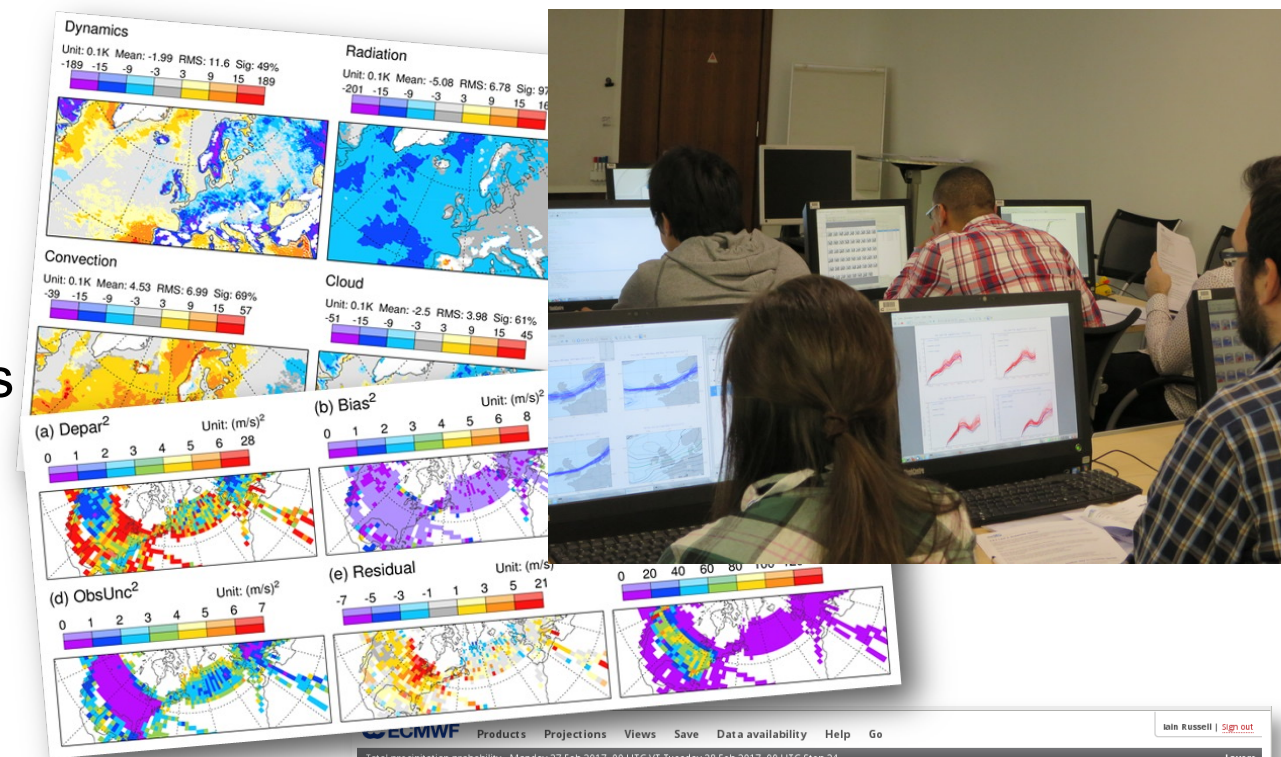 Dynamics
Unit: 0.1K Mean: -1.99 RMS: 11.6 Sig: 49%
-189 -15 -9 -3 3 9 15 189
Radiation
Unit: 0.1K Mean: -5.08 RMS: 6.78 Sig:
-201 -15 -9 -3 3 9 15
Convection
Unit: 0.1K Mean: 4.53 RMS: 6.99 Sig: 69%
-39 -15 -9 -3 3 9 15 57
Cloud
Unit: 0.1K Mean: -2.5 RMS: 3.98 Sig: 61%
-51 -15 -9 -3 3 9 15 45
s
(a) Depar²
Unit: (m/s)²
0 1 2 3 4 5 6 28
(b) Bias²
Unit: (m/s)²
0 1 2 3 4 5 6 8
(d) ObsUnc²
Unit: (m/s)²
0 1 2 3 4 5 6 7
(e) Residual
Unit: (m/s)
-7 -5 -3 -1 1 3 5 21
0 20 40 60 80 100
ECMWF Products Projections Views Save Data availability Help Go
Iain Russell | Sign out